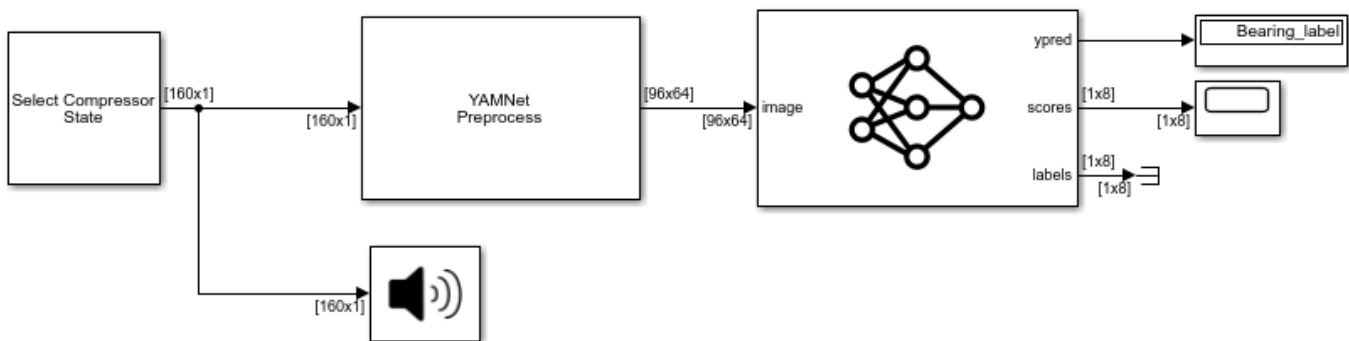 Select Compressor
State
[160x1]
[160x1]
YAMNet
Preprocess
[96x64]
[96x64]
image
ypred
scores
labels
[1x8]
[1x8]
[1x8]
[1x8]
Bearing_label
[160x1]